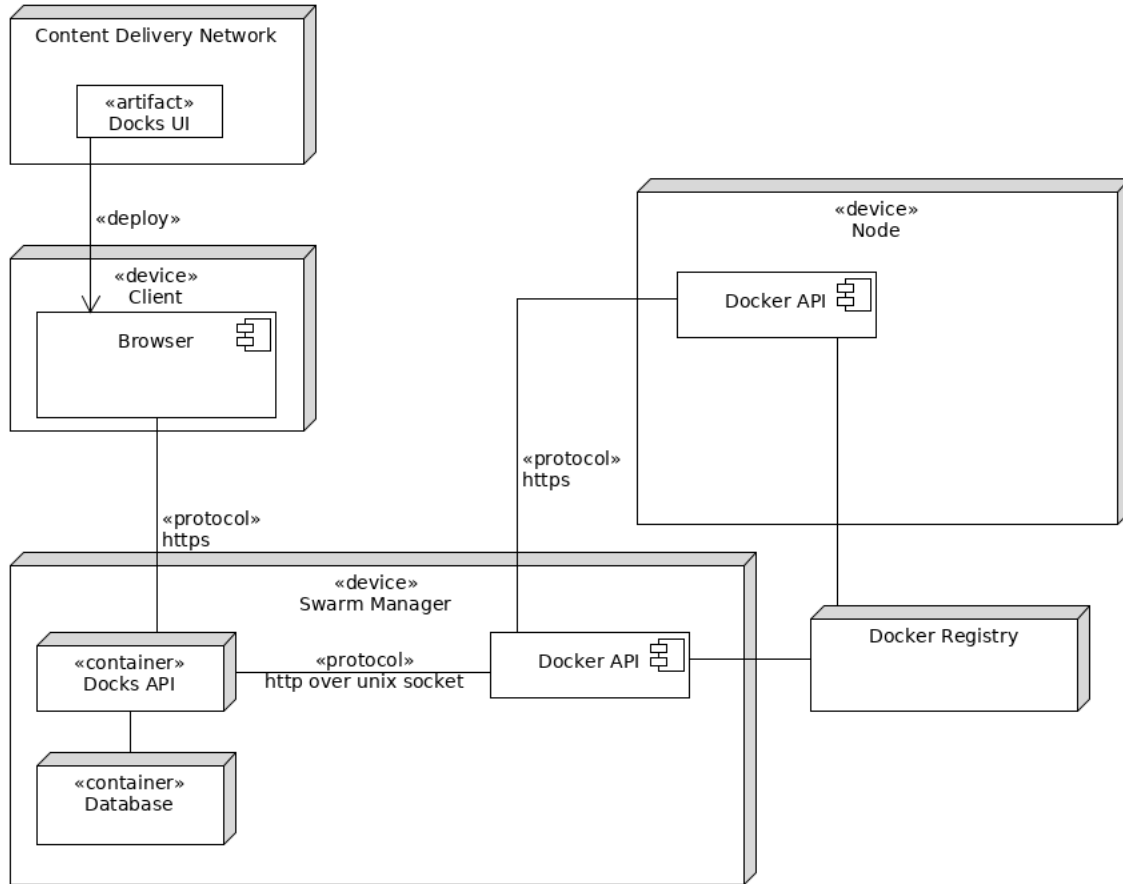 Content Delivery Network
«artifact»
Docks UI
«deploy»
«device»
Client
Browser
«device»
Node
Docker API
«protocol»
https
«protocol»
https
«device»
Swarm Manager
«container»
Docks API
«protocol»
http over unix socket
Docker API
Docker Registry
«container»
Database